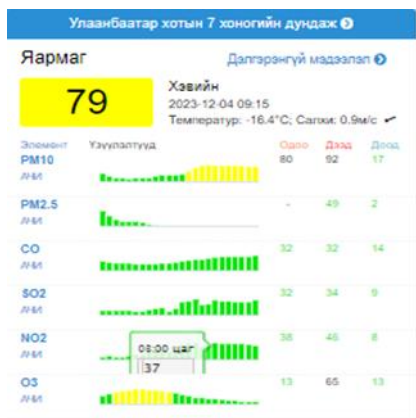 Улаанбаатар хотын 7 хоногийн дундаж
Яармаг
Дэлгэрэнгүй мэдээлэл
79
Хэвийн
2023-12-04 09:15
Температур: -16.4°C; Салхи: 0.9м/с
Элемент Үзүүлэлтүүд Одоо Дээд Доод
PM10 80 92 17
АЧИ
PM2.5 - 49 2
АЧИ
CO 32 32 14
АЧИ
SO2 32 34 9
АЧИ
NO2 38 46 8
АЧИ
08:00 цаг
37
O3 13 65 13
АЧИ